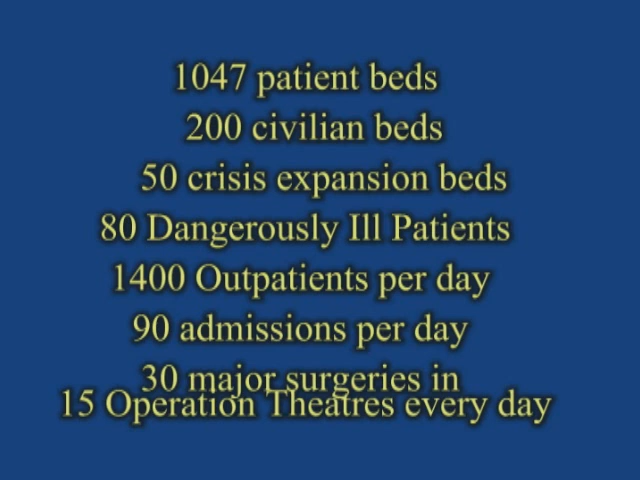 1047 patient beds
200 civilian beds
50 crisis expansion beds
80 Dangerously Ill Patients
1400 Outpatients per day
90 admissions per day
30 major surgeries in
15 Operation Theatres every day